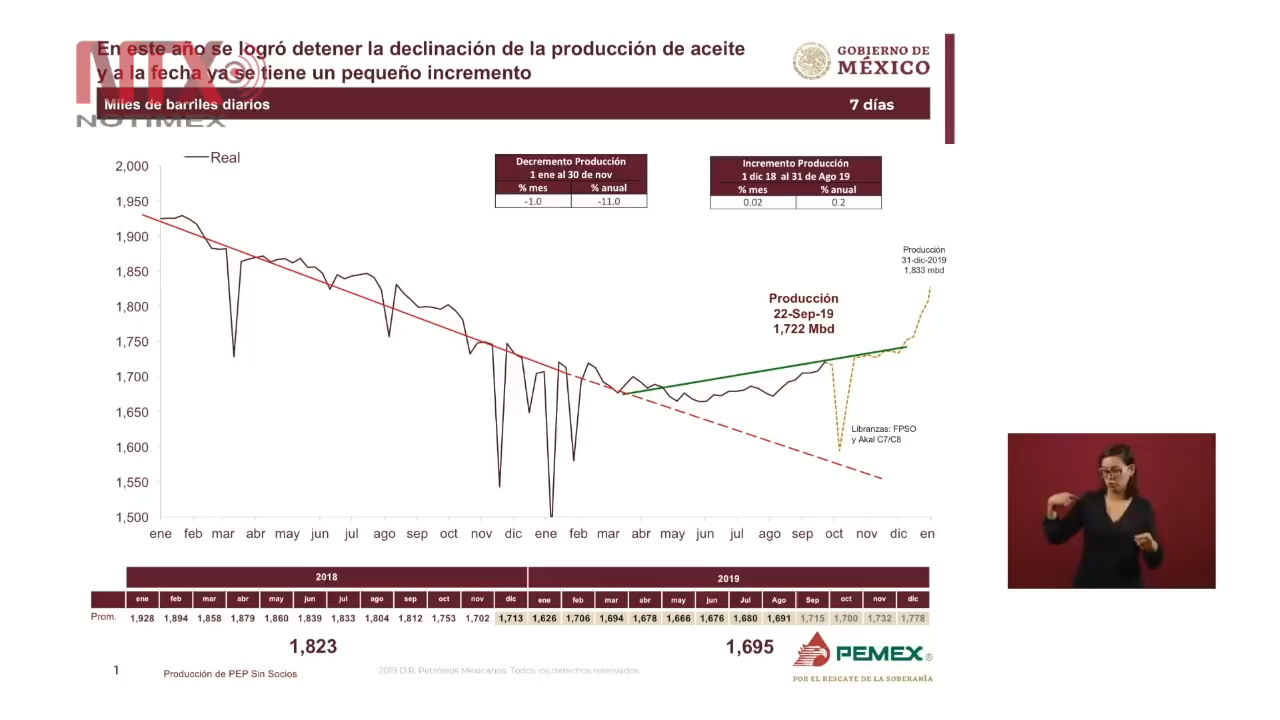 En este año se logró detener la declinación de la producción de aceite
y a la fecha ya se tiene un pequeño incremento
NTX
NOTIMEX
GOBIERNO DE
MÉXICO
Miles de barriles diarios
7 días
Real
Decremento Producción
1 ene al 30 de nov
% mes % anual
-1.0 -11.0
Incremento Producción
1 dic 18 al 31 de Ago 19
% mes % anual
0.02 0.2
2,000
1,950
1,900
1,850
1,800
1,750
1,700
1,650
1,600
1,550
1,500
Producción
31-dic-2019
1,833 mbd
Producción
22-Sep-19
1,722 Mbd
Libranzas: FPSO
y Akal C7/C8
ene feb mar abr may jun jul ago sep oct nov dic ene feb mar abr may jun jul ago sep oct nov dic en
2018 2019
ene feb mar abr may jun jul ago sep oct nov dic ene feb mar abr may jun Jul Ago Sep oct nov dic
Prom. 1,928 1,894 1,858 1,879 1,860 1,839 1,833 1,804 1,812 1,753 1,702 1,713 1,626 1,706 1,694 1,678 1,666 1,676 1,680 1,691 1,715 1,700 1,732 1,778
1,823 1,695
1
Producción de PEP Sin Socios
2019 D.R. Petróleos Mexicanos. Todos los derechos reservados.
PEMEX®
POR EL RESCATE DE LA SOBERANÍA